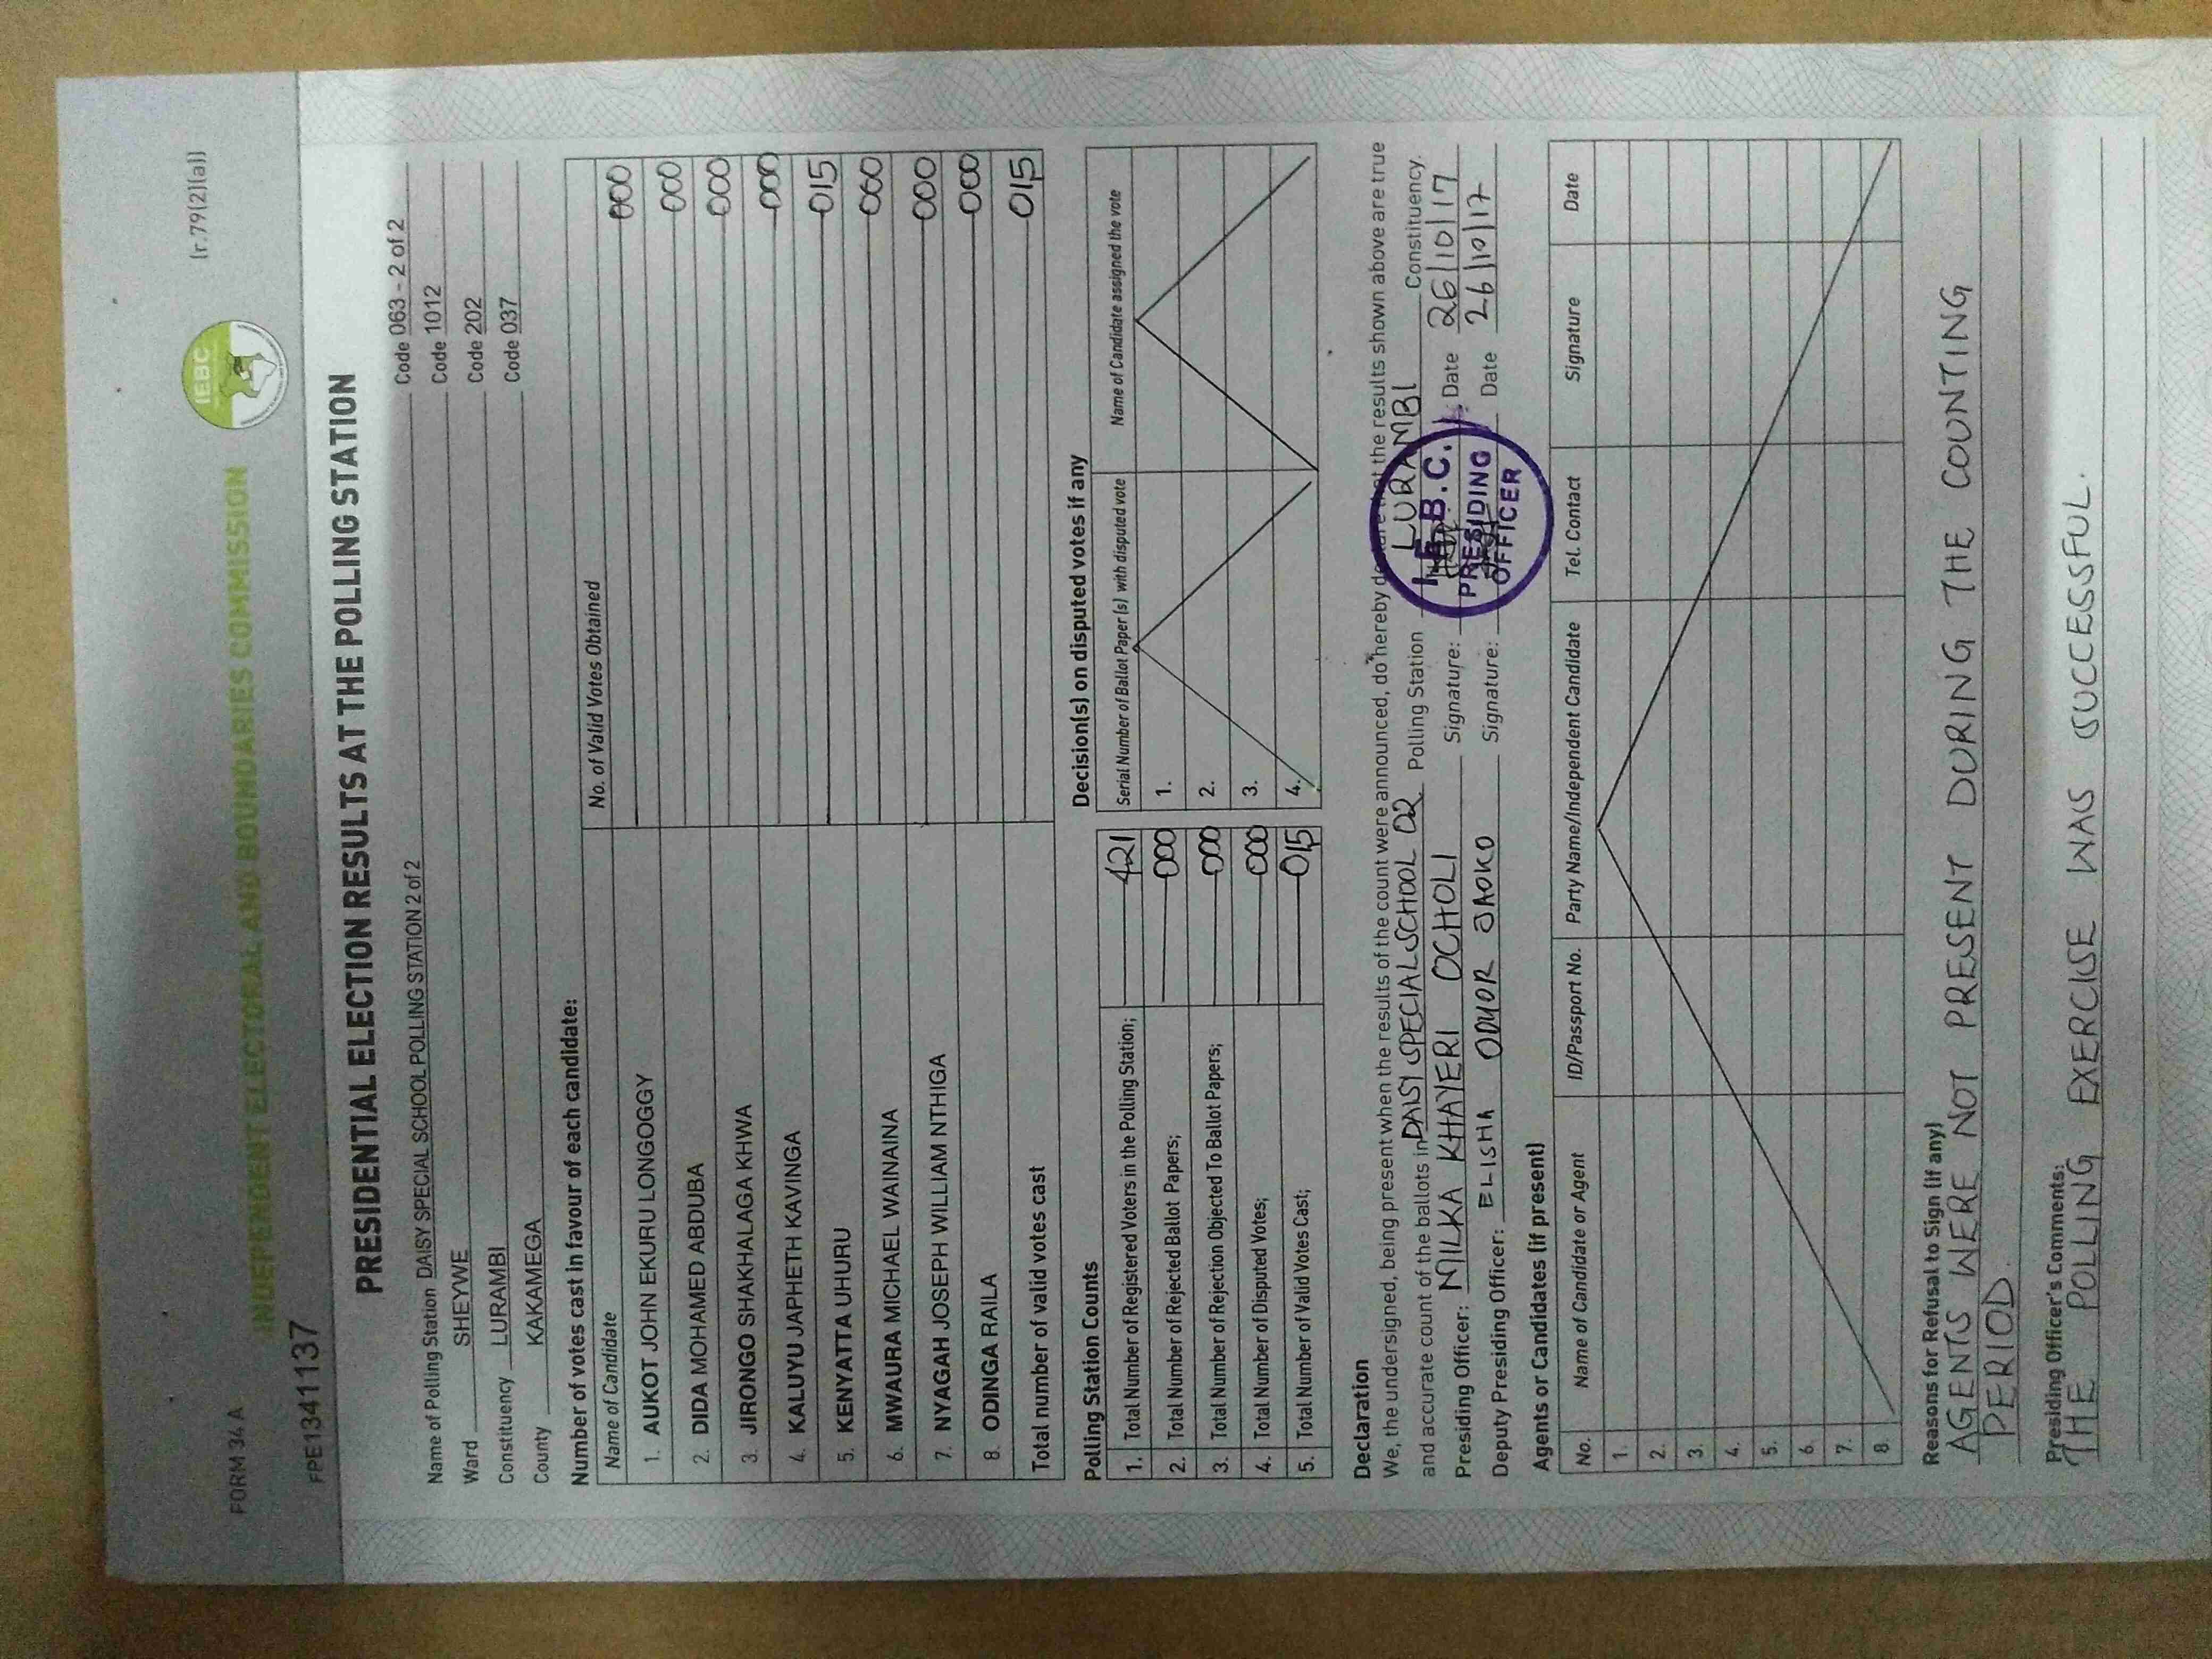 FORM 34 A
INDEPENDENT ELECTORAL AND BOUNDARIES COMMISSION
IEBC
(r.79(2)(a))
FPE1341137
PRESIDENTIAL ELECTION RESULTS AT THE POLLING STATION
Name of Polling Station DAISY SPECIAL SCHOOL POLLING STATION 2 of 2 Code 063 - 2 of 2
Ward SHEYWE Code 1012
Constituency LURAMBI Code 202
County KAKAMEGA Code 037
Number of votes cast in favour of each candidate:
Name of Candidate No. of Valid Votes Obtained
1. AUKOT JOHN EKURU LONGOGGY 000
2. DIDA MOHAMED ABDUBA 000
3. JIRONGO SHAKHALAGA KHWA 000
4. KALUYU JAPHETH KAVINGA 000
5. KENYATTA UHURU 015
6. MWAURA MICHAEL WAINAINA 000
7. NYAGAH JOSEPH WILLIAM NTHIGA 000
8. ODINGA RAILA 000
Total number of valid votes cast 015
Polling Station Counts
1. Total Number of Registered Voters in the Polling Station; 421
2. Total Number of Rejected Ballot Papers; 000
3. Total Number of Rejection Objected To Ballot Papers; 000
4. Total Number of Disputed Votes; 000
5. Total Number of Valid Votes Cast; 015
Decision(s) on disputed votes if any
Serial Number of Ballot Paper (s) with disputed vote Name of Candidate assigned the vote
1.
2.
3.
4.
Declaration
We, the undersigned, being present when the results of the count were announced, do hereby declare that the results shown above are true
and accurate count of the ballots in DAISY SPECIAL SCHOOL 02 Polling Station LURAMBI Constituency.
Presiding Officer: MILKA KHAYERI OCHOLI Signature: Date 26/10/17
Deputy Presiding Officer: ELISHA ODUOR JAOKO Signature: Date 26/10/17
I.E.B.C.
PRESIDING
OFFICER
Agents or Candidates (if present)
No. Name of Candidate or Agent ID/Passport No. Party Name/Independent Candidate Tel. Contact Signature Date
1.
2.
3.
4.
5.
6.
7.
8.
Reasons for Refusal to Sign (if any)
AGENTS WERE NOT PRESENT DURING THE COUNTING
PERIOD.
Presiding Officer's Comments:
THE POLLING EXERCISE WAS SUCCESSFUL.